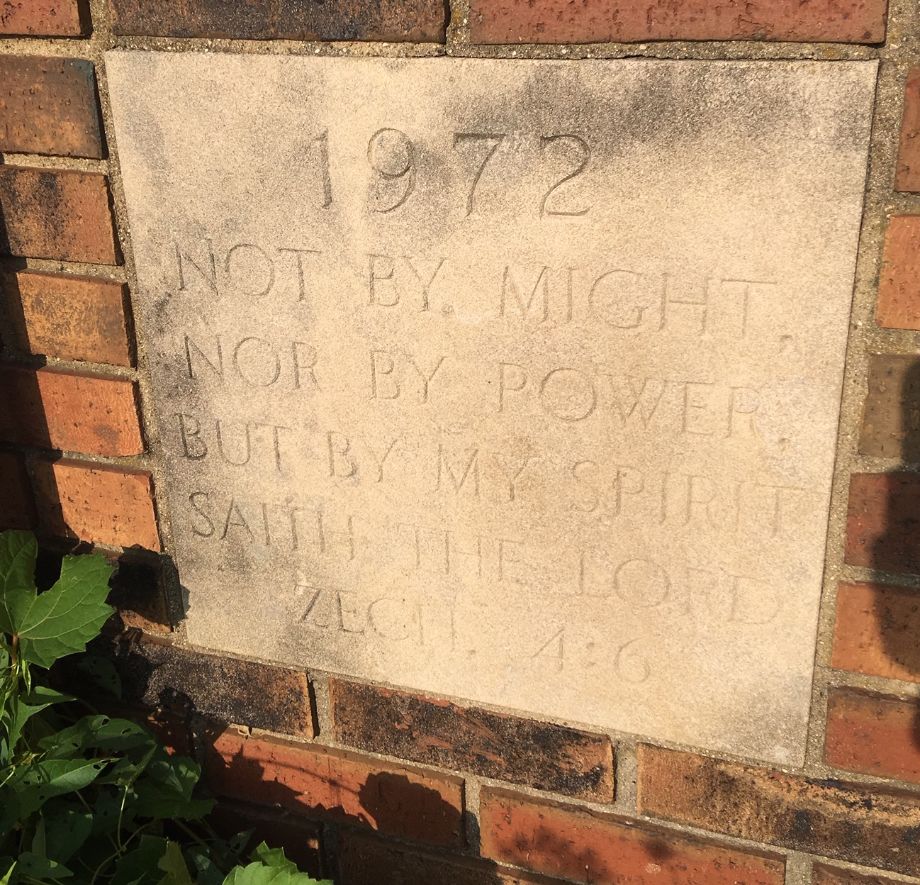 1972
NOT BY MIGHT,
NOR BY POWER,
BUT BY MY SPIRIT
SAITH THE LORD
ZECH. 4:6